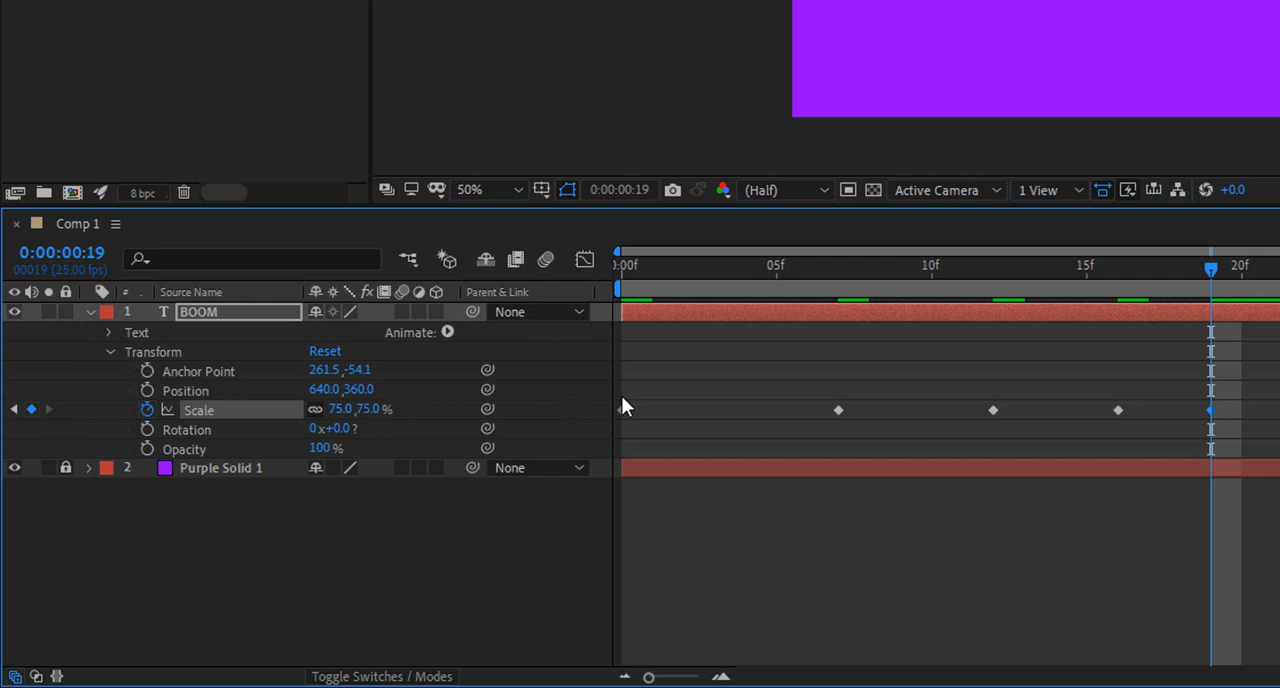 8 bpc 50% 0:00:00:19 (Half) Active Camera 1 View +0.0
× Comp 1
0:00:00:19
00019 (25.00 fps)
:00f 05f 10f 15f 20f
# . Source Name fx Parent & Link
1 T BOOM None
Text Animate:
Transform Reset
Anchor Point 261.5,-54.1
Position 640.0,360.0
Scale 75.0,75.0 %
Rotation 0x+0.0 ?
Opacity 100 %
2 Purple Solid 1 None
Toggle Switches / Modes